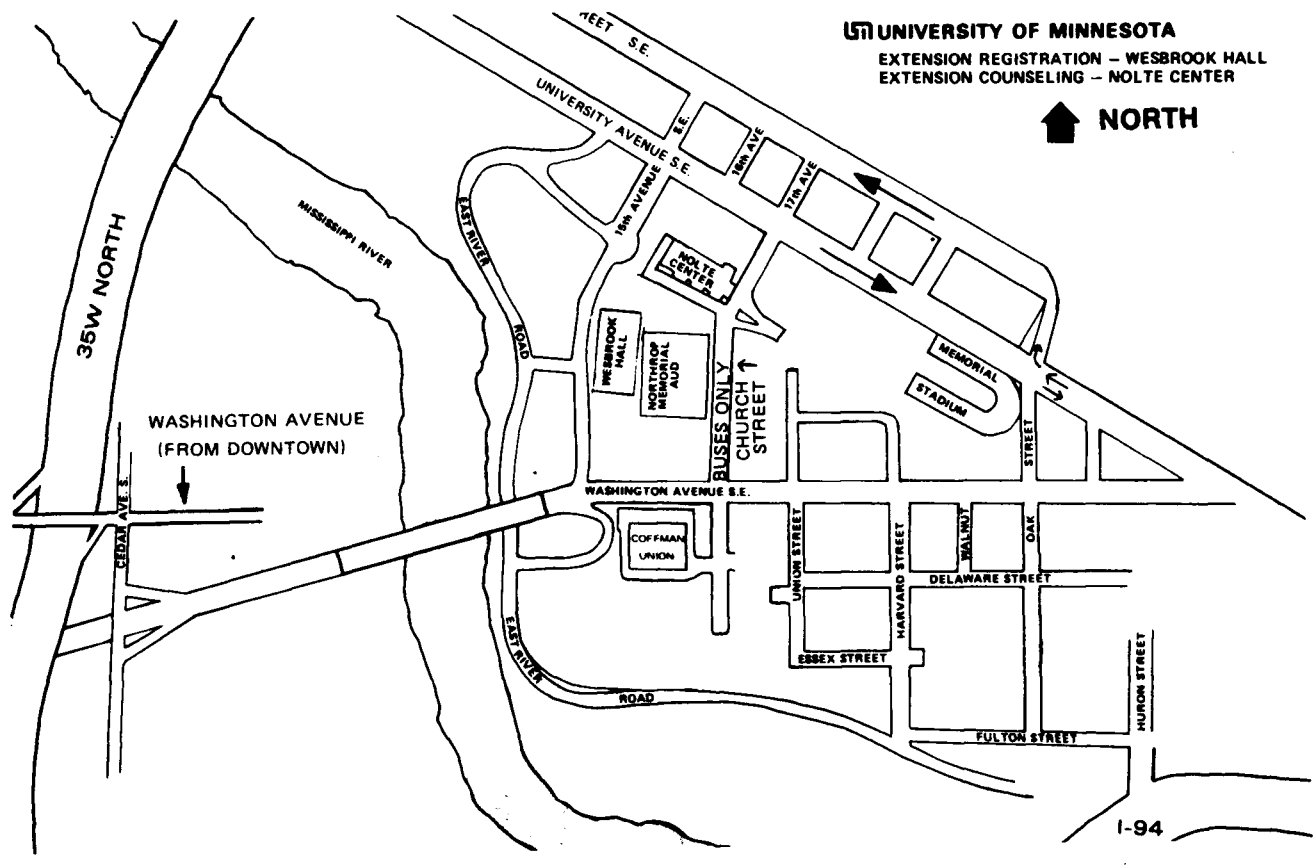 UNIVERSITY OF MINNESOTA
EXTENSION REGISTRATION – WESBROOK HALL
EXTENSION COUNSELING – NOLTE CENTER
NORTH
S.E.
UNIVERSITY AVENUE S.E.
S.E.
15th AVENUE
16th AVE
17th AVE
35W NORTH
MISSISSIPPI RIVER
EAST RIVER
ROAD
NOLTE
CENTER
WESBROOK
HALL
NORTHROP
MEMORIAL
AUD
BUSES ONLY
CHURCH
STREET
MEMORIAL
STADIUM
WASHINGTON AVENUE
(FROM DOWNTOWN)
CEDAR AVE. S.
WASHINGTON AVENUE S.E.
COFFMAN
UNION
UNION STREET
HARVARD STREET
WALNUT
OAK
STREET
DELAWARE STREET
ESSEX STREET
EAST RIVER
ROAD
FULTON STREET
HURON STREET
I-94